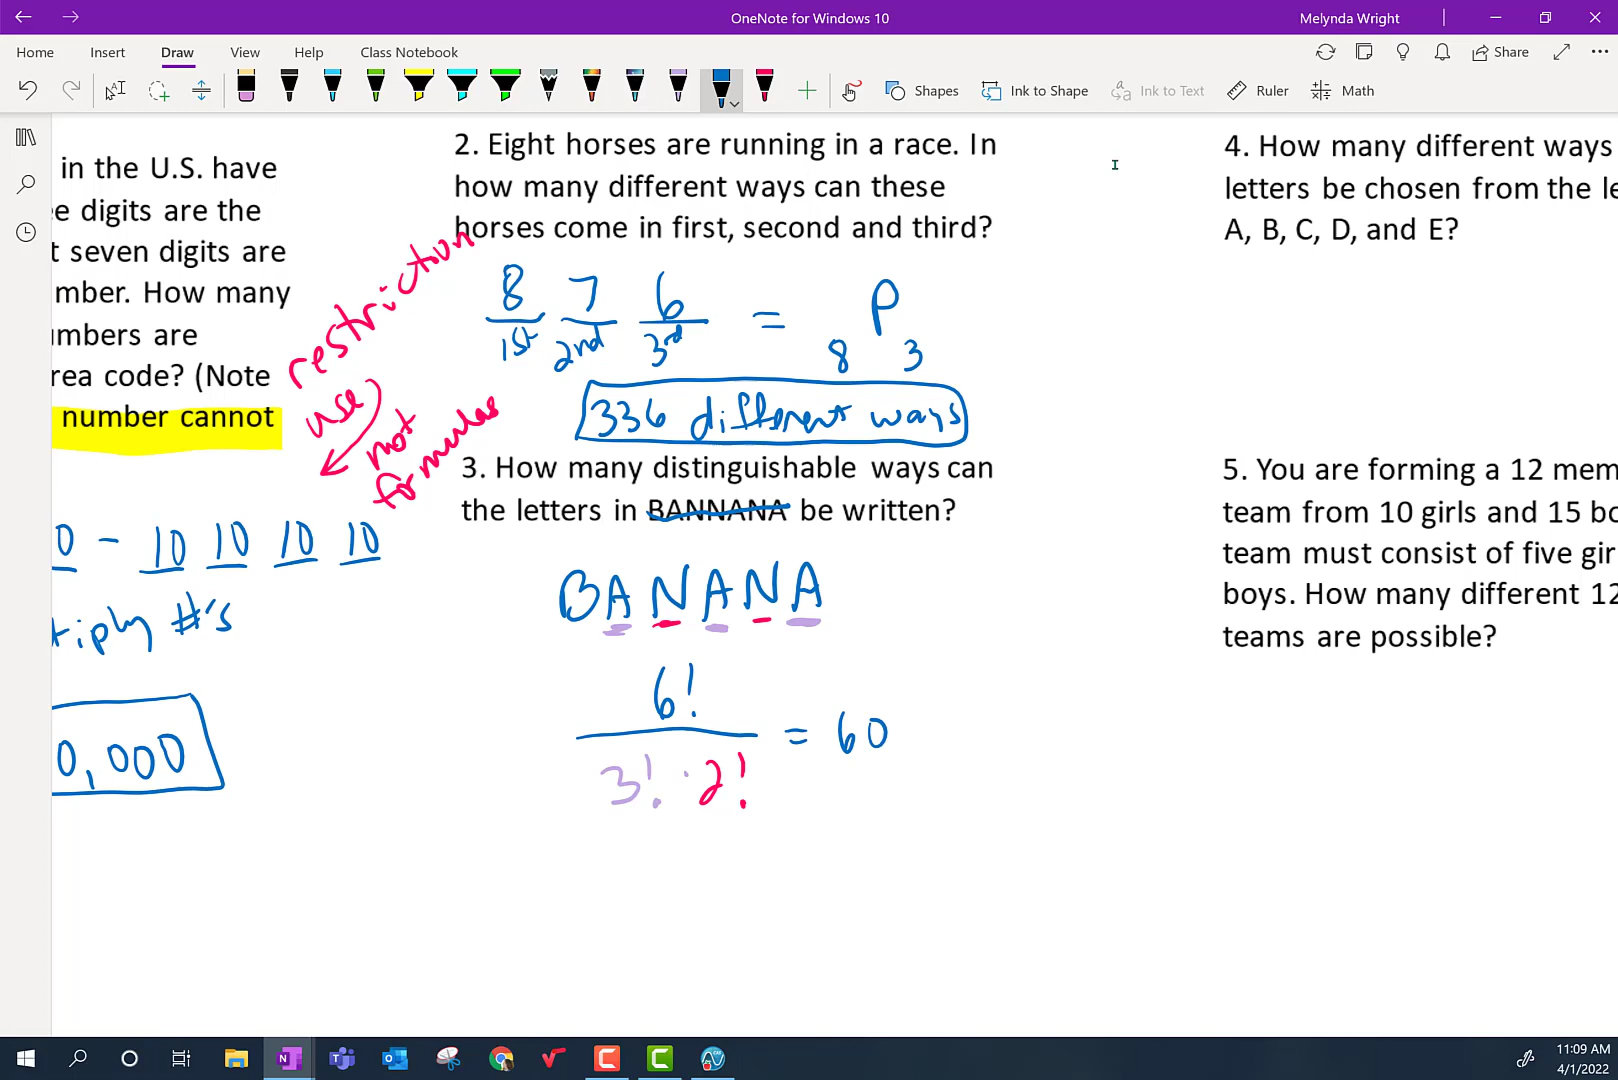 OneNote for Windows 10
Melynda Wright
Home Insert Draw View Help Class Notebook
Share
Shapes Ink to Shape Ink to Text Ruler Math
in the U.S. have
e digits are the
t seven digits are
mber. How many
mbers are
rea code? (Note
number cannot
restriction
use
not
formulas
0 - 10 10 10 10
tiply #'s
0,000
2. Eight horses are running in a race. In
how many different ways can these
horses come in first, second and third?
8 7 6 = P
1st 2nd 3rd 8 3
336 different ways
3. How many distinguishable ways can
the letters in BANNANA be written?
BANANA
6!
= 60
3! · 2!
4. How many different ways
letters be chosen from the le
A, B, C, D, and E?
5. You are forming a 12 mem
team from 10 girls and 15 bo
team must consist of five gir
boys. How many different 12
teams are possible?
11:09 AM
4/1/2022